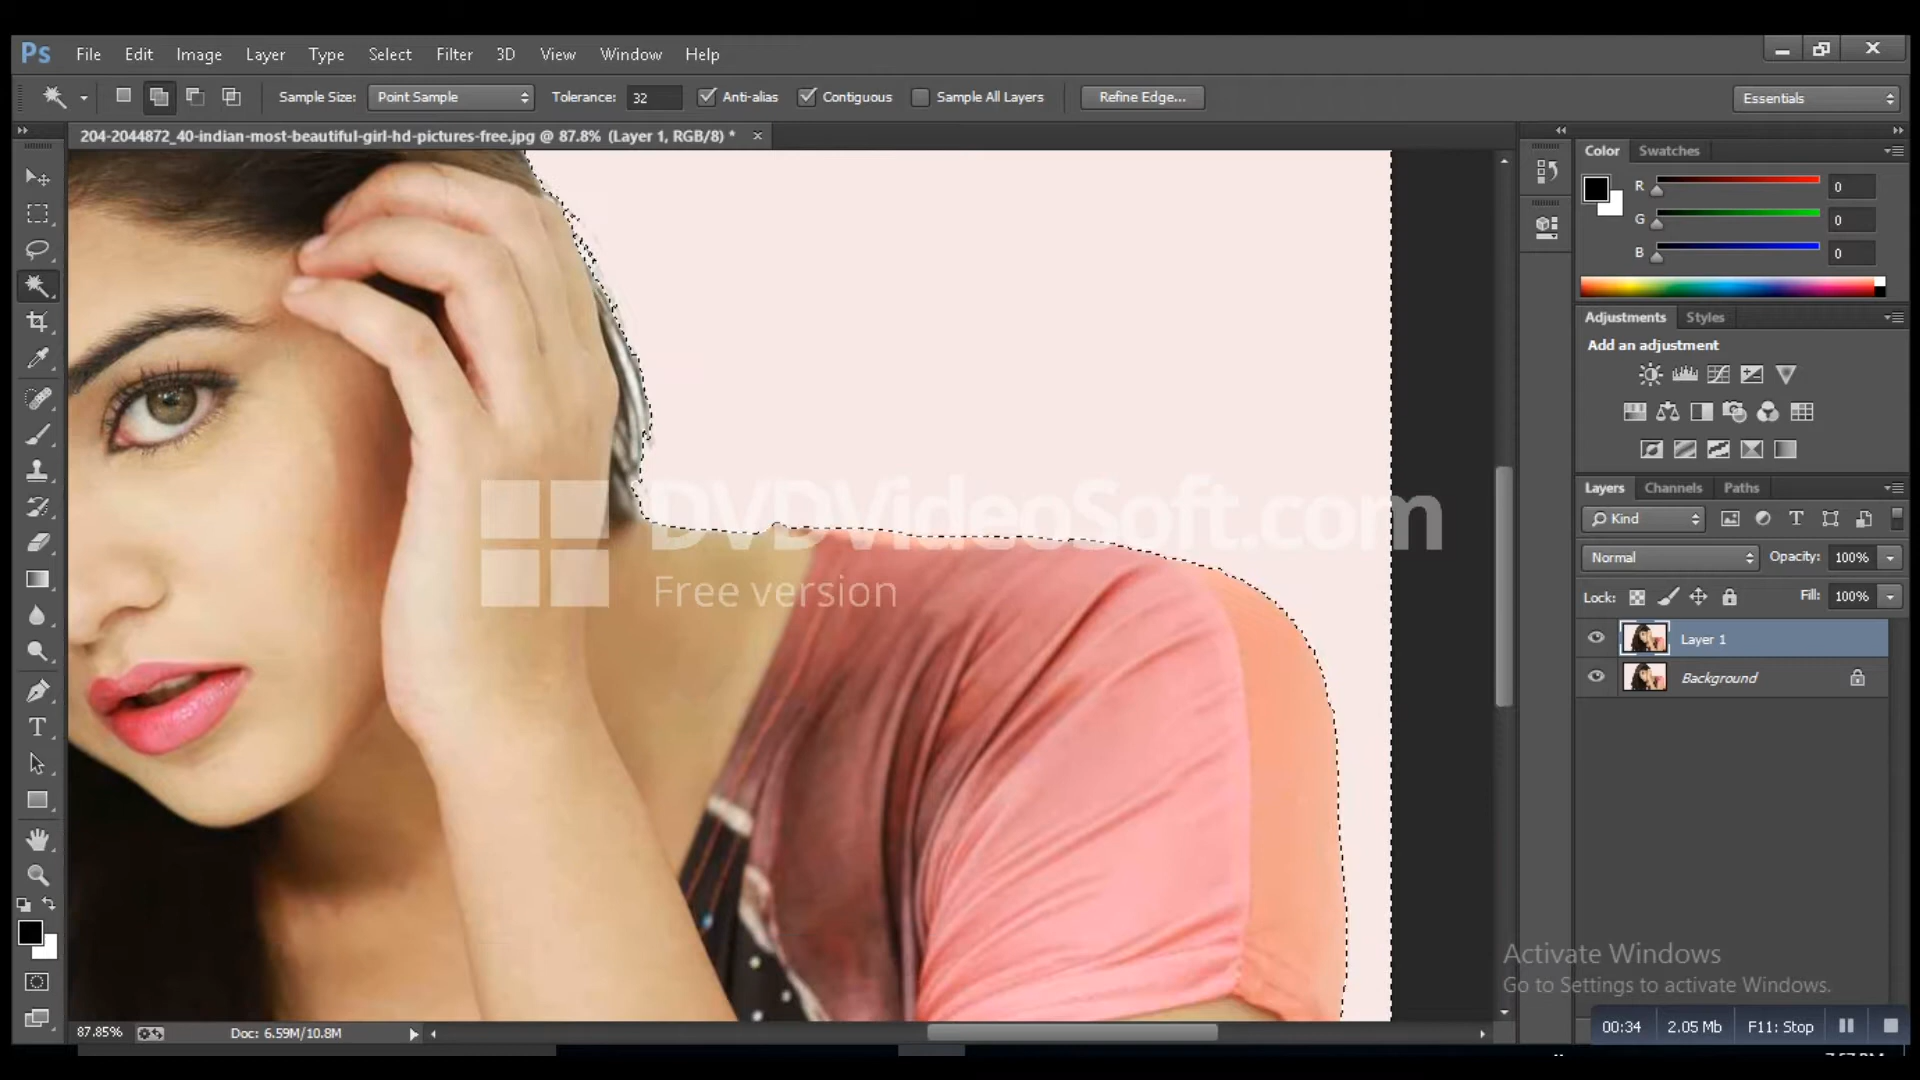 Ps File Edit Image Layer Type Select Filter 3D View Window Help
Sample Size: Point Sample Tolerance: 32 Anti-alias Contiguous Sample All Layers Refine Edge... Essentials
204-2044872_40-indian-most-beautiful-girl-hd-pictures-free.jpg @ 87.8% (Layer 1, RGB/8) *
Color Swatches
R 0
G 0
B 0
Adjustments Styles
Add an adjustment
Layers Channels Paths
Kind
Normal Opacity: 100%
Lock: Fill: 100%
Layer 1
Background
DVDVideoSoft.com
Free version
Activate Windows
Go to Settings to activate Windows.
87.85% Doc: 6.59M/10.8M
00:34 2.05 Mb F11: Stop